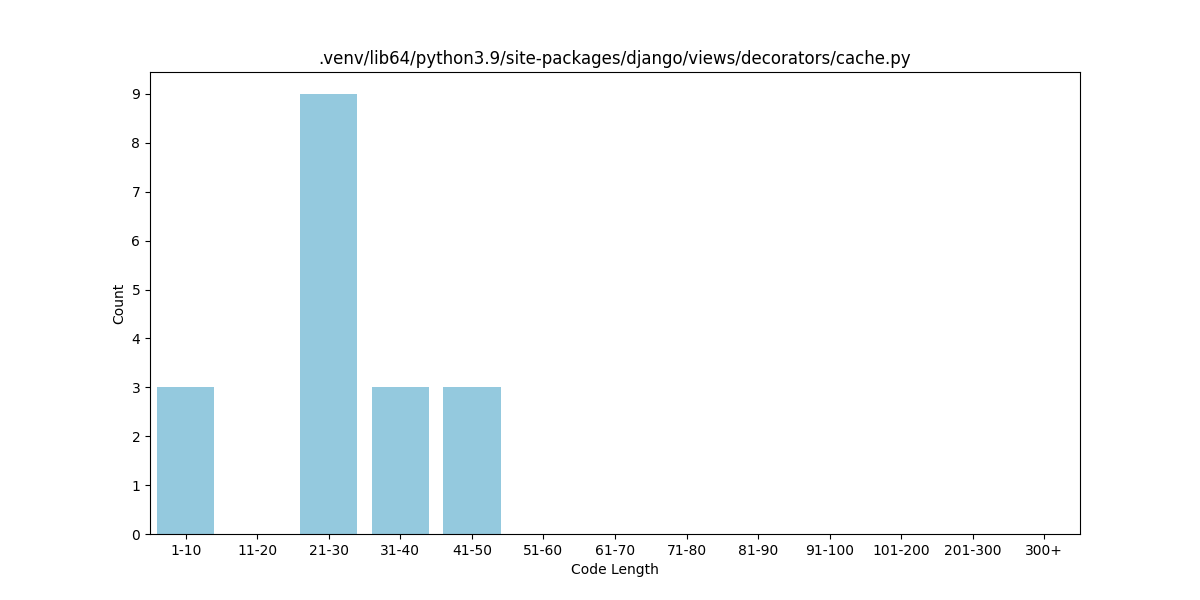 .venv/lib64/python3.9/site-packages/django/views/decorators/cache.py
9
8
7
6
5
4
3
2
1
0
Count
1-10 11-20 21-30 31-40 41-50 51-60 61-70 71-80 81-90 91-100 101-200 201-300 300+
Code Length